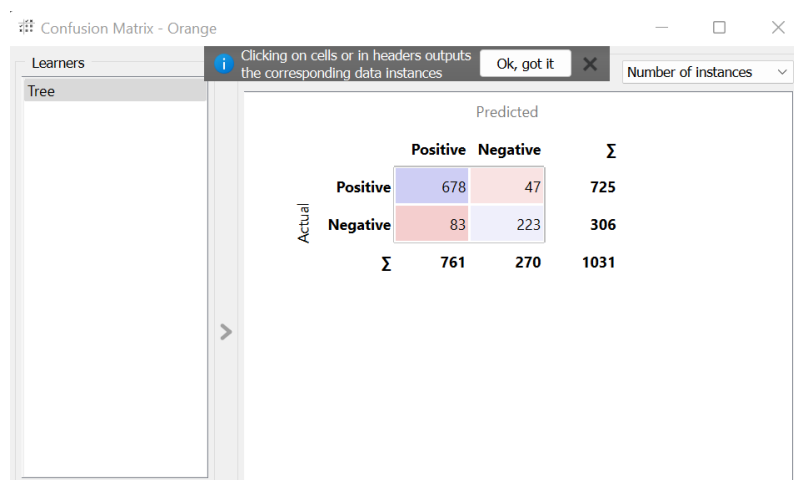 Confusion Matrix - Orange
Learners
Clicking on cells or in headers outputs
the corresponding data instances
Ok, got it
Number of instances
Tree
Predicted
Positive Negative Σ
Actual
Positive 678 47 725
Negative 83 223 306
Σ 761 270 1031